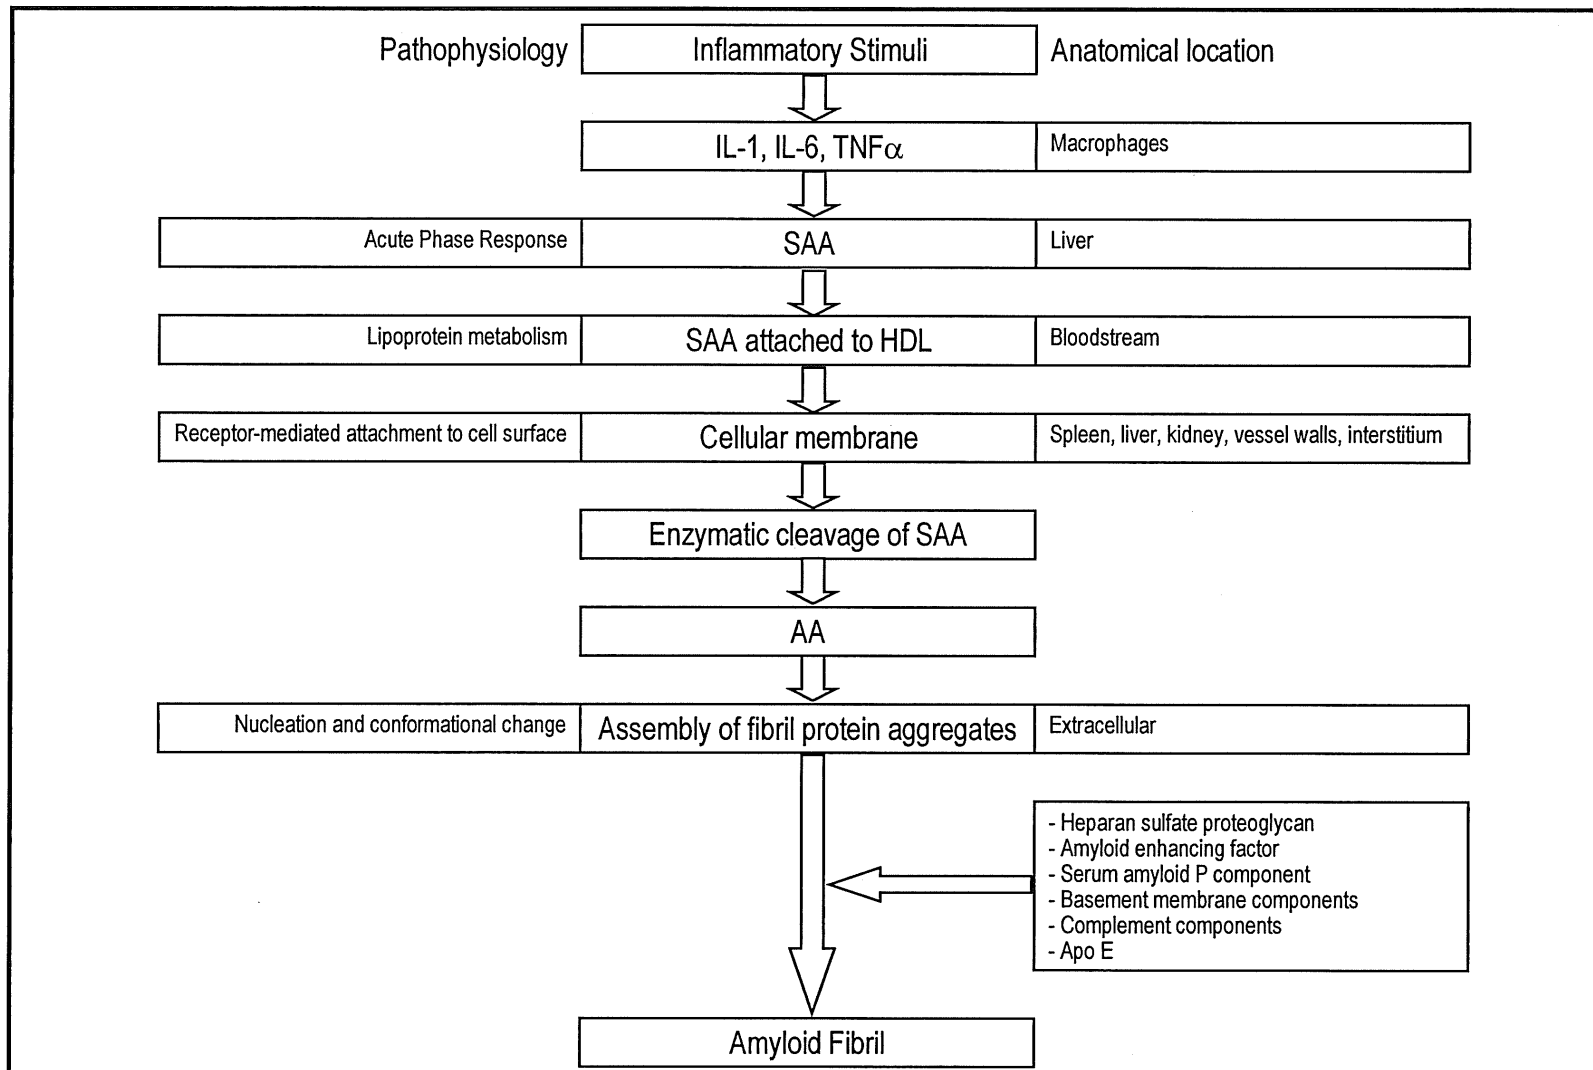 Pathophysiology
Inflammatory Stimuli
Anatomical location
IL-1, IL-6, TNFα
Macrophages
Acute Phase Response
SAA
Liver
Lipoprotein metabolism
SAA attached to HDL
Bloodstream
Receptor-mediated attachment to cell surface
Cellular membrane
Spleen, liver, kidney, vessel walls, interstitium
Enzymatic cleavage of SAA
AA
Nucleation and conformational change
Assembly of fibril protein aggregates
Extracellular
- Heparan sulfate proteoglycan
- Amyloid enhancing factor
- Serum amyloid P component
- Basement membrane components
- Complement components
- Apo E
Amyloid Fibril